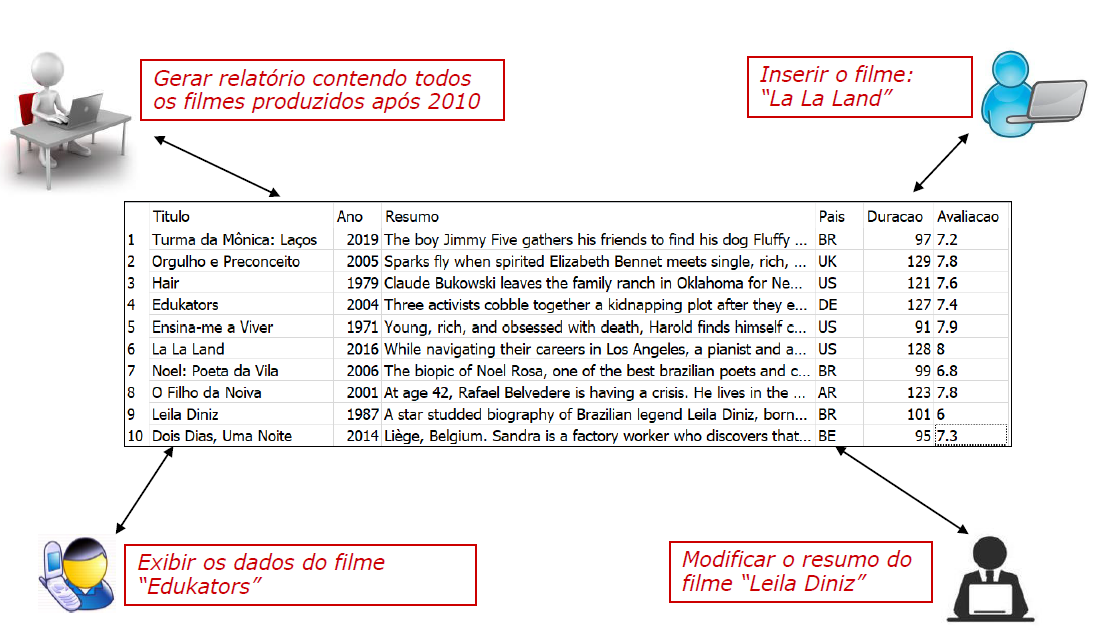 Gerar relatório contendo todos
os filmes produzidos após 2010
Inserir o filme:
“La La Land”
Titulo Ano Resumo Pais Duracao Avaliacao
1 Turma da Mônica: Laços 2019 The boy Jimmy Five gathers his friends to find his dog Fluffy ... BR 97 7.2
2 Orgulho e Preconceito 2005 Sparks fly when spirited Elizabeth Bennet meets single, rich, ... UK 129 7.8
3 Hair 1979 Claude Bukowski leaves the family ranch in Oklahoma for Ne... US 121 7.6
4 Edukators 2004 Three activists cobble together a kidnapping plot after they e... DE 127 7.4
5 Ensina-me a Viver 1971 Young, rich, and obsessed with death, Harold finds himself c... US 91 7.9
6 La La Land 2016 While navigating their careers in Los Angeles, a pianist and a... US 128 8
7 Noel: Poeta da Vila 2006 The biopic of Noel Rosa, one of the best brazilian poets and c... BR 99 6.8
8 O Filho da Noiva 2001 At age 42, Rafael Belvedere is having a crisis. He lives in the ... AR 123 7.8
9 Leila Diniz 1987 A star studded biography of Brazilian legend Leila Diniz, born... BR 101 6
10 Dois Dias, Uma Noite 2014 Liège, Belgium. Sandra is a factory worker who discovers that... BE 95 7.3
Exibir os dados do filme
“Edukators”
Modificar o resumo do
filme “Leila Diniz”